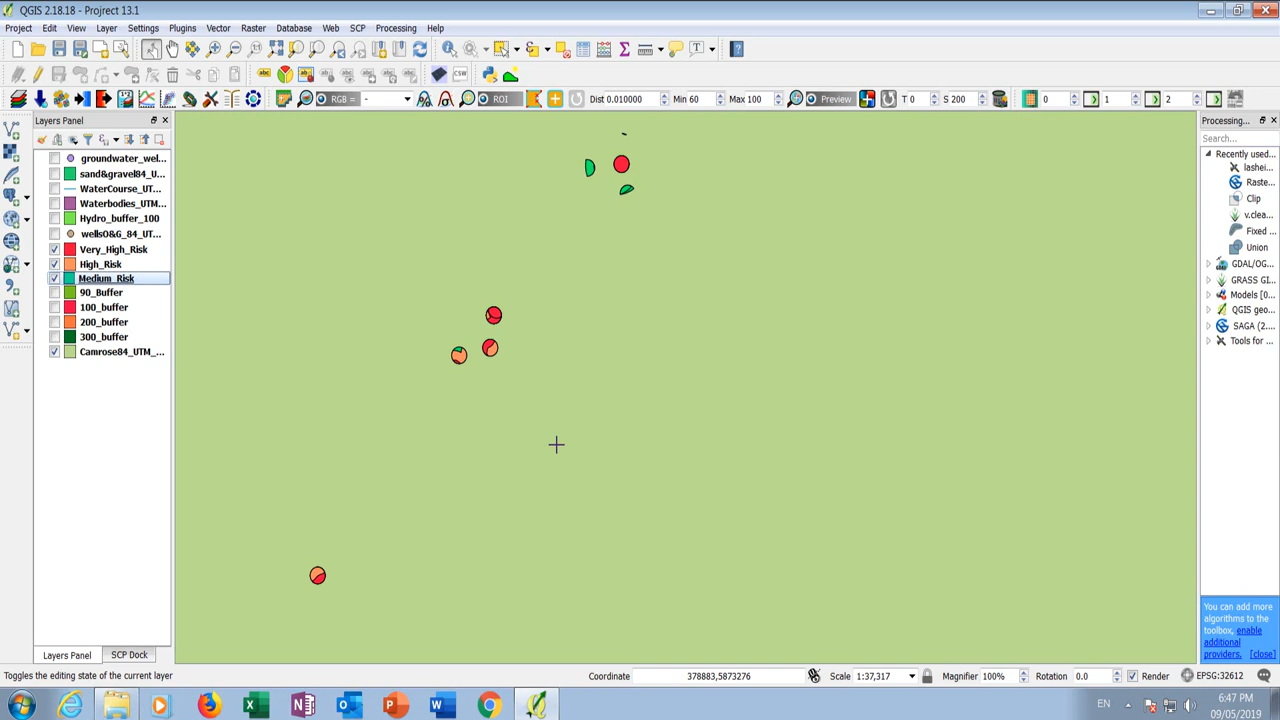 QGIS 2.18.18 - Projrect 13.1
Project Edit View Layer Settings Plugins Vector Raster Database Web SCP Processing Help
abc abc CSW
RGB = - ROI Dist 0.010000 Min 60 Max 100 Preview T 0 S 200 0 1 2
Layers Panel
groundwater_wel...
sand&gravel84_U...
WaterCourse_UT...
Waterbodies_UTM...
Hydro_buffer_100
wellsO&G_84_UT...
Very_High_Risk
High_Risk
Medium_Risk
90_Buffer
100_buffer
200_buffer
300_buffer
Camrose84_UTM_...
Layers Panel SCP Dock
Processing...
Search...
Recently used...
lashei...
Raste...
Clip
v.clea...
Fixed ...
Union
GDAL/OG...
GRASS GI...
Models [0...
QGIS geo...
SAGA (2....
Tools for ...
You can add more
algorithms to the
toolbox, enable
additional
providers. [close]
Toggles the editing state of the current layer
Coordinate 378883,5873276 Scale 1:37,317 Magnifier 100% Rotation 0.0 Render EPSG:32612
EN 6:47 PM
09/05/2019